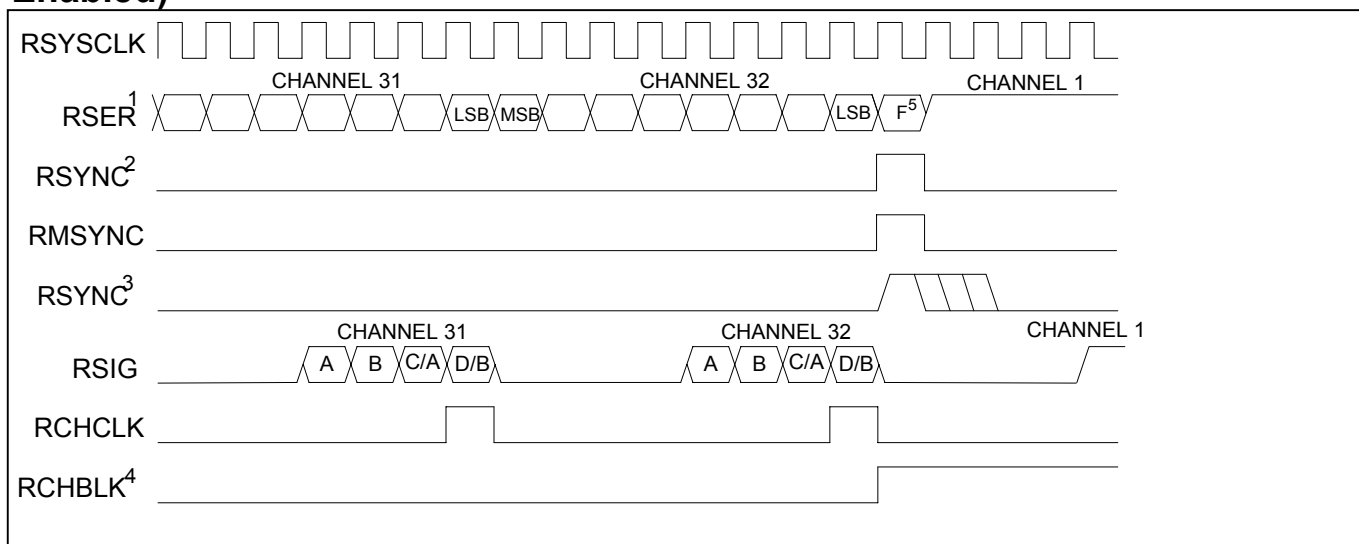 Enabled)
RSYSCLK
CHANNEL 31 CHANNEL 32 CHANNEL 1
RSER1 LSB MSB LSB F5
RSYNC2
RMSYNC
RSYNC3
CHANNEL 31 CHANNEL 32 CHANNEL 1
RSIG A B C/A D/B A B C/A D/B
RCHCLK
RCHBLK4